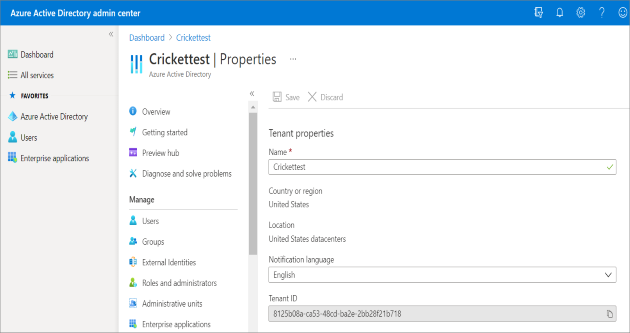 Azure Active Directory admin center
Dashboard
All services
FAVORITES
Azure Active Directory
Users
Enterprise applications
Dashboard > Crickettest
Crickettest | Properties ...
Azure Active Directory
Overview
Getting started
Preview hub
Diagnose and solve problems
Manage
Users
Groups
External Identities
Roles and administrators
Administrative units
Enterprise applications
Save Discard
Tenant properties
Name *
Crickettest
Country or region
United States
Location
United States datacenters
Notification language
English
Tenant ID
8125b08a-ca53-48cd-ba2e-2bb28f21b718